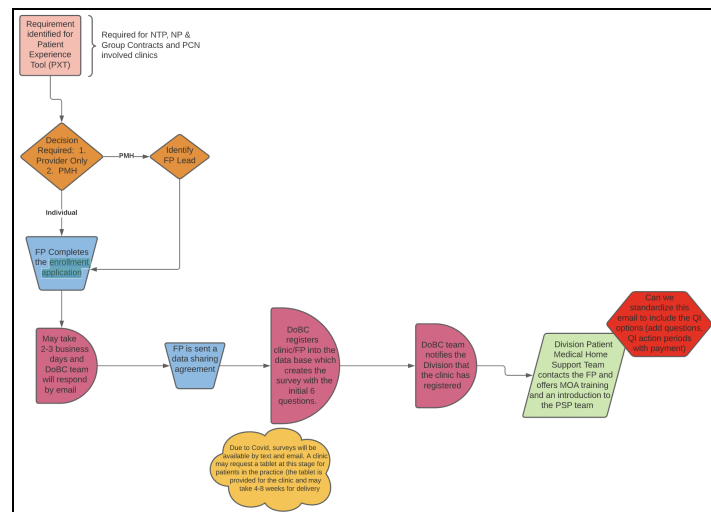 Requirement
identified for
Patient
Experience
Tool (PXT)
Required for NTP, NP &
Group Contracts and PCN
involved clinics
Decision
Required: 1.
Provider Only
2. PMH
PMH
Identify
FP Lead
Individual
FP Completes
the enrollment
application
May take
2-3 business
days and
DoBC team
will respond
by email
FP is sent a
data sharing
agreement
DoBC
registers
clinic/FP into the
data base which
creates the
survey with the
initial 6
questions.
DoBC team
notifies the
Division that
the clinic has
registered
Division Patient
Medical Home
Support Team
contacts the FP and
offers MOA training
and an introduction to
the PSP team
Can we
standardize this
email to include the QI
options (add questions,
QI action periods
with payment)
Due to Covid, surveys will be
available by text and email. A clinic
may request a tablet at this stage for
patients in the practice (the tablet is
provided for the clinic and may
take 4-8 weeks for delivery